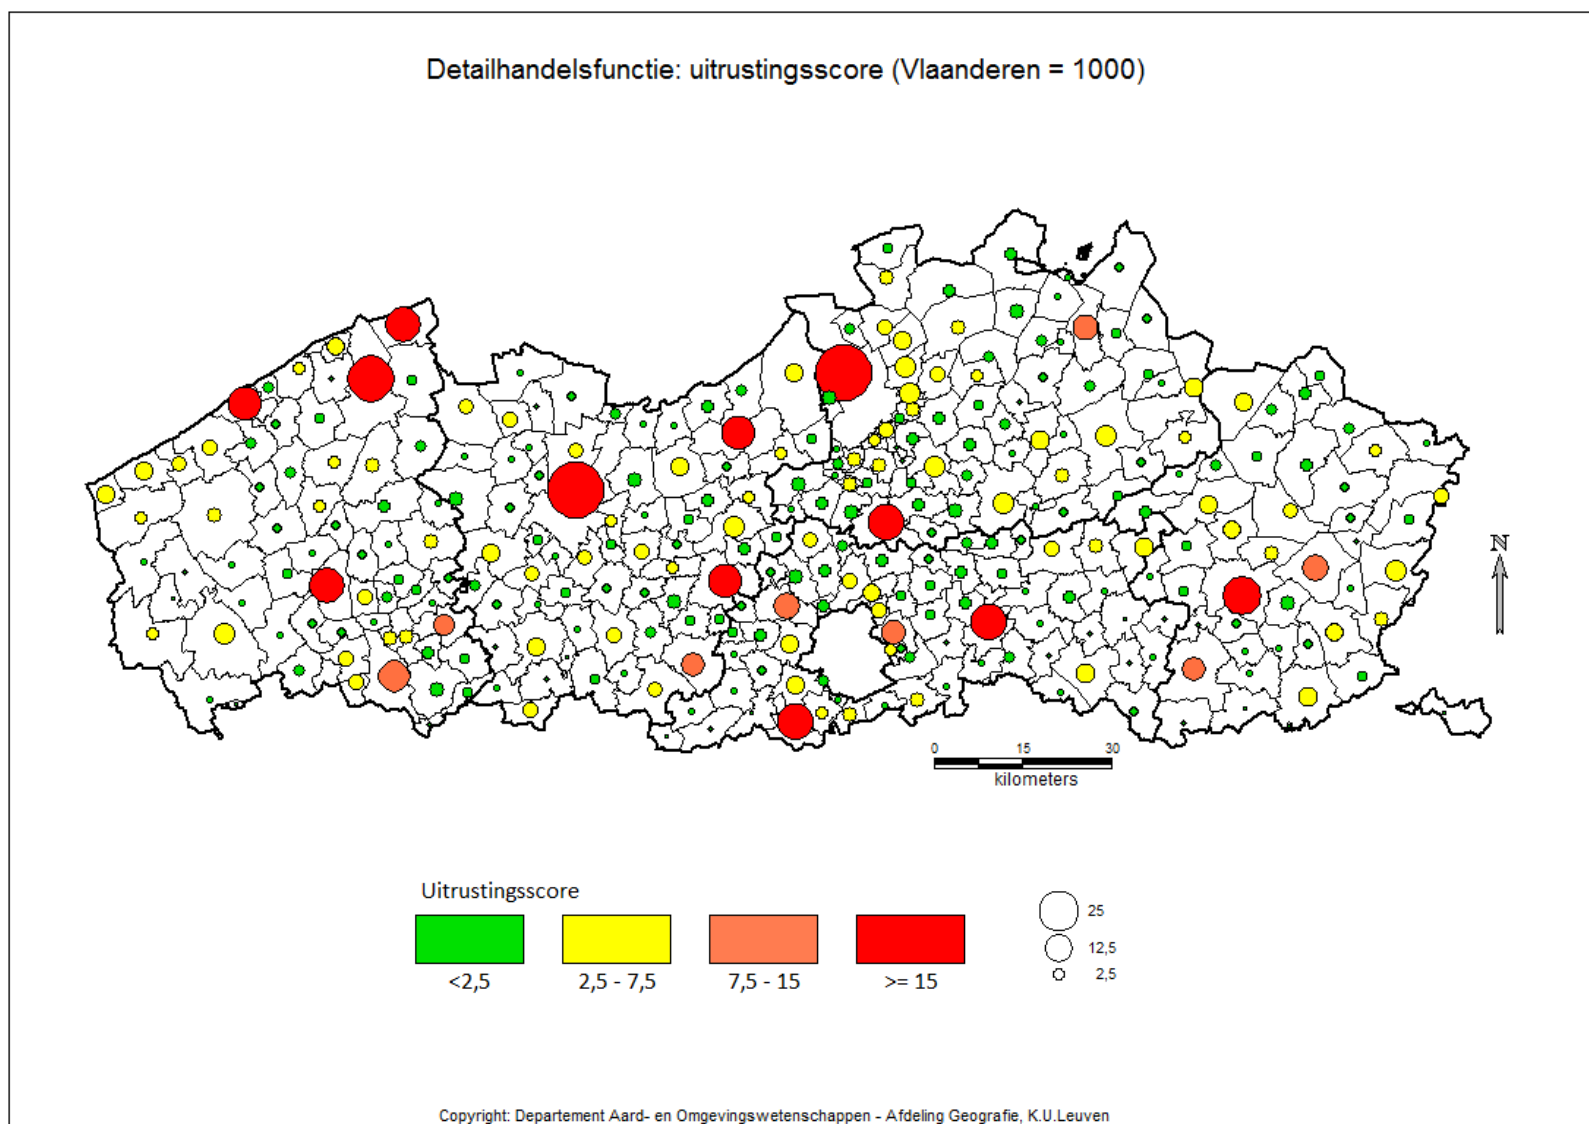 Detailhandelsfunctie: uitrustingsscore (Vlaanderen = 1000)
N
0 15 30
kilometers
Uitrustingsscore
<2,5 2,5 - 7,5 7,5 - 15 >= 15
25
12,5
2,5
Copyright: Departement Aard- en Omgevingswetenschappen - Afdeling Geografie, K.U.Leuven